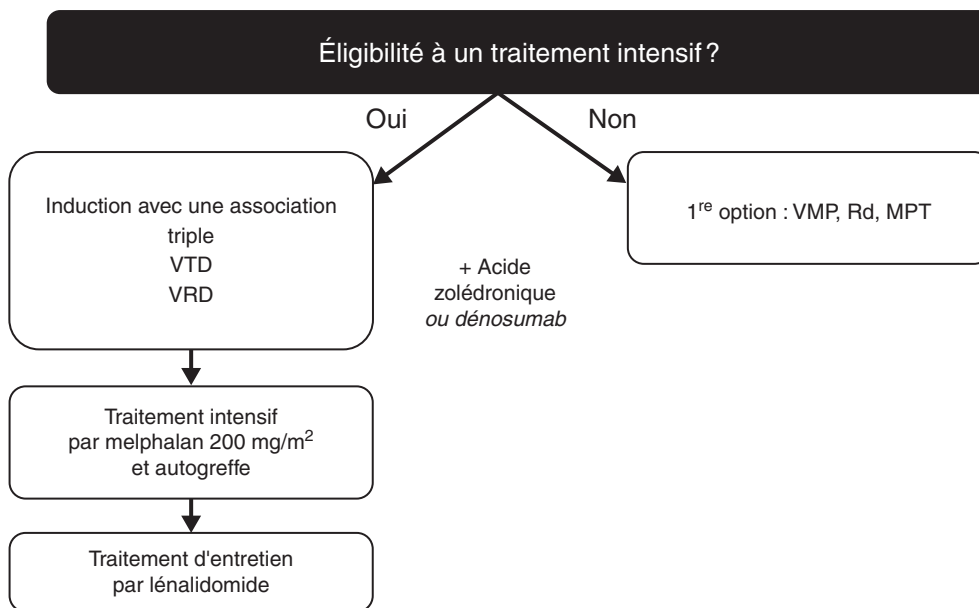 Éligibilité à un traitement intensif ?
Oui
Non
Induction avec une association
triple
VTD
VRD
1re option : VMP, Rd, MPT
+ Acide
zolédronique
ou dénosumab
Traitement intensif
par melphalan 200 mg/m2
et autogreffe
Traitement d'entretien
par lénalidomide